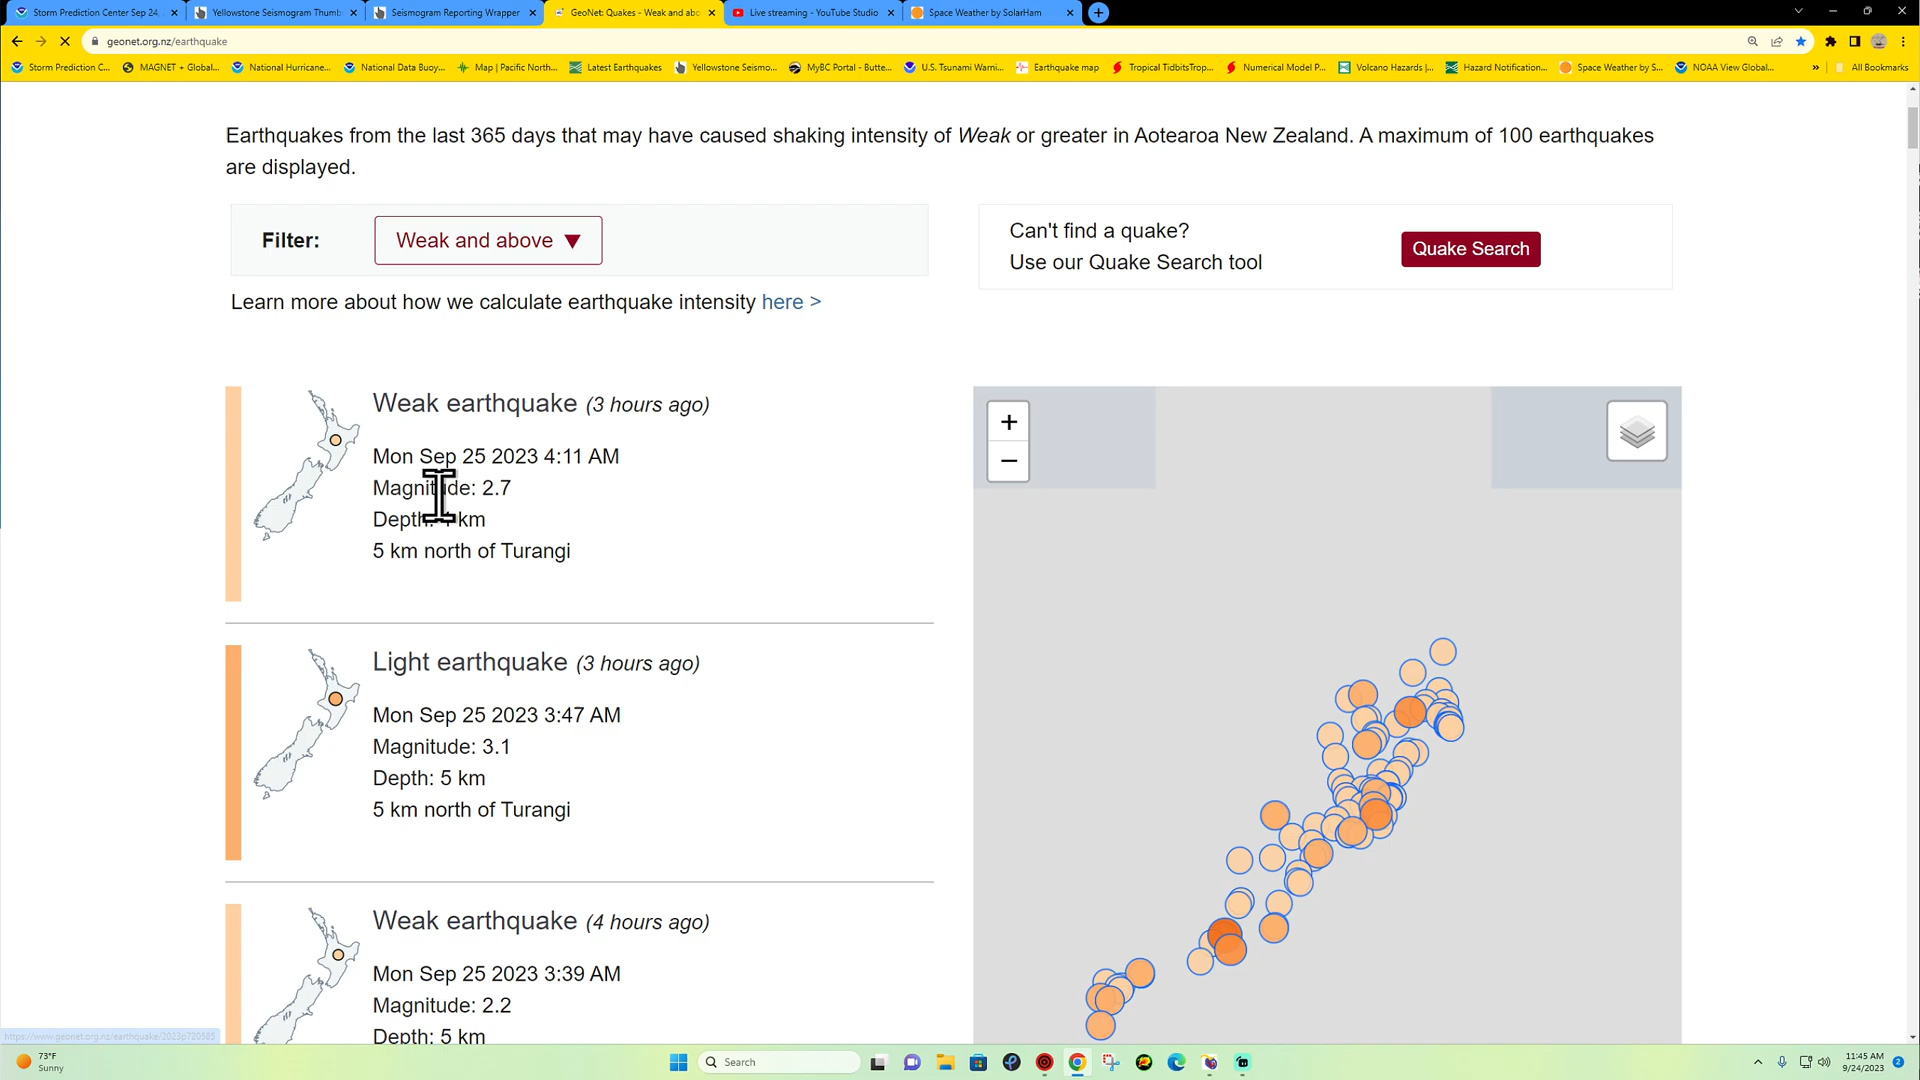 Storm Prediction Center Sep 24,
Yellowstone Seismogram Thumb
Seismogram Reporting Wrapper
GeoNet: Quakes - Weak and abo
Live streaming - YouTube Studio
Space Weather by SolarHam
geonet.org.nz/earthquake
Storm Prediction C...
MAGNET + Global...
National Hurricane...
National Data Buoy...
Map | Pacific North...
Latest Earthquakes
Yellowstone Seismo...
MyBC Portal - Butte...
U.S. Tsunami Warni...
Earthquake map
Tropical TidbitsTrop...
Numerical Model P...
Volcano Hazards |...
Hazard Notification...
Space Weather by S...
NOAA View Global...
»
All Bookmarks
Earthquakes from the last 365 days that may have caused shaking intensity of Weak or greater in Aotearoa New Zealand. A maximum of 100 earthquakes
are displayed.
Filter:
Weak and above ▼
Can't find a quake?
Use our Quake Search tool
Quake Search
Learn more about how we calculate earthquake intensity here >
Weak earthquake (3 hours ago)
Mon Sep 25 2023 4:11 AM
Magnitude: 2.7
Depth: km
5 km north of Turangi
Light earthquake (3 hours ago)
Mon Sep 25 2023 3:47 AM
Magnitude: 3.1
Depth: 5 km
5 km north of Turangi
Weak earthquake (4 hours ago)
Mon Sep 25 2023 3:39 AM
Magnitude: 2.2
Depth: 5 km
+
−
https://www.geonet.org.nz/earthquake/2023p720585
73°F
Sunny
Search
11:45 AM
9/24/2023
2